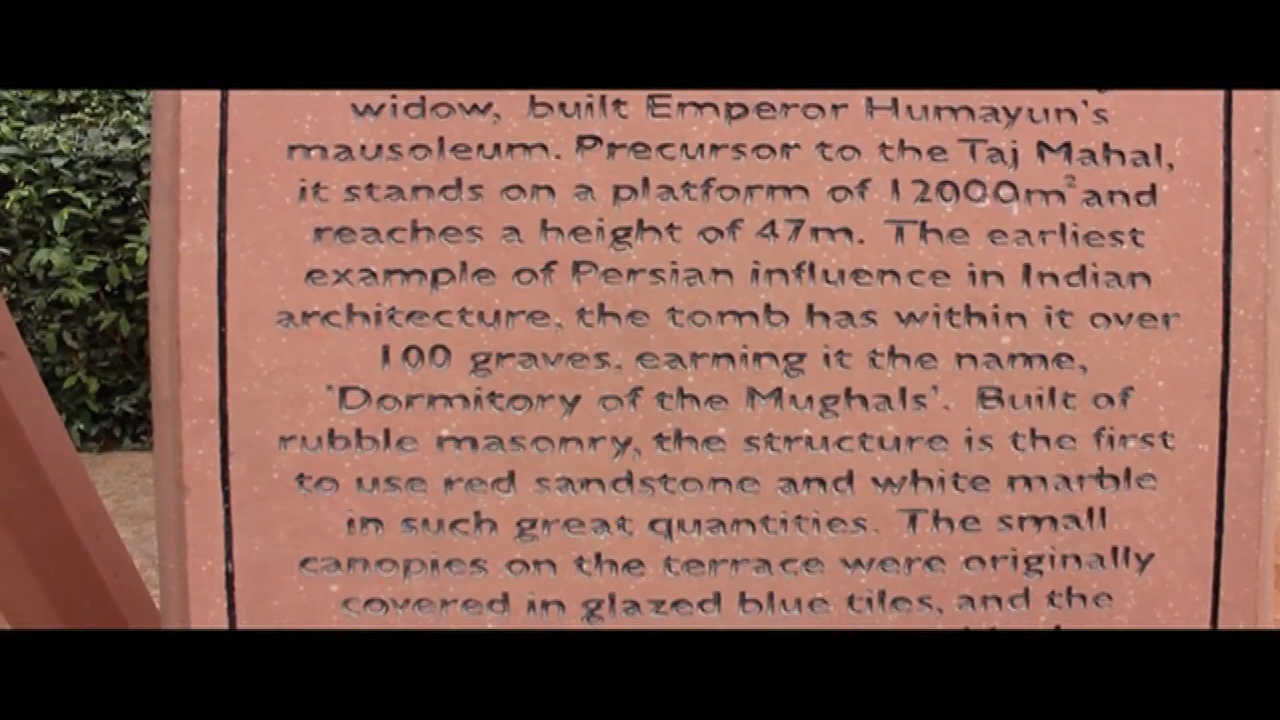 widow, built Emperor Humayun's
mausoleum. Precursor to the Taj Mahal,
it stands on a platform of 12000m² and
reaches a height of 47m. The earliest
example of Persian influence in Indian
architecture, the tomb has within it over
100 graves, earning it the name,
'Dormitory of the Mughals'. Built of
rubble masonry, the structure is the first
to use red sandstone and white marble
in such great quantities. The small
canopies on the terrace were originally
covered in glazed blue tiles, and the